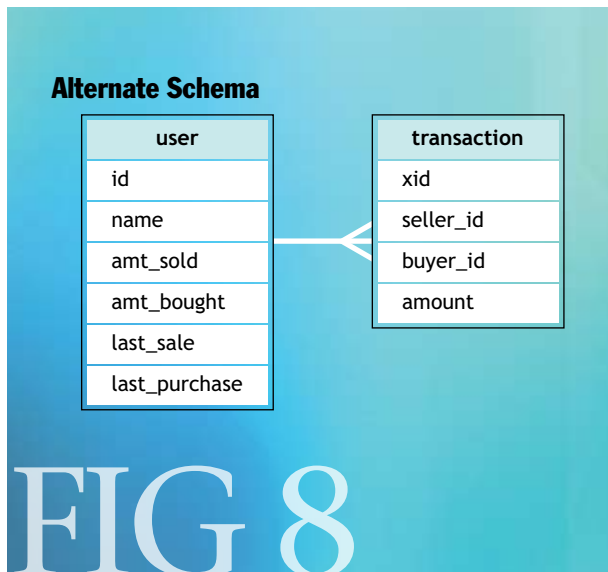 Alternate Schema
user
id
name
amt_sold
amt_bought
last_sale
last_purchase
transaction
xid
seller_id
buyer_id
amount
FIG 8